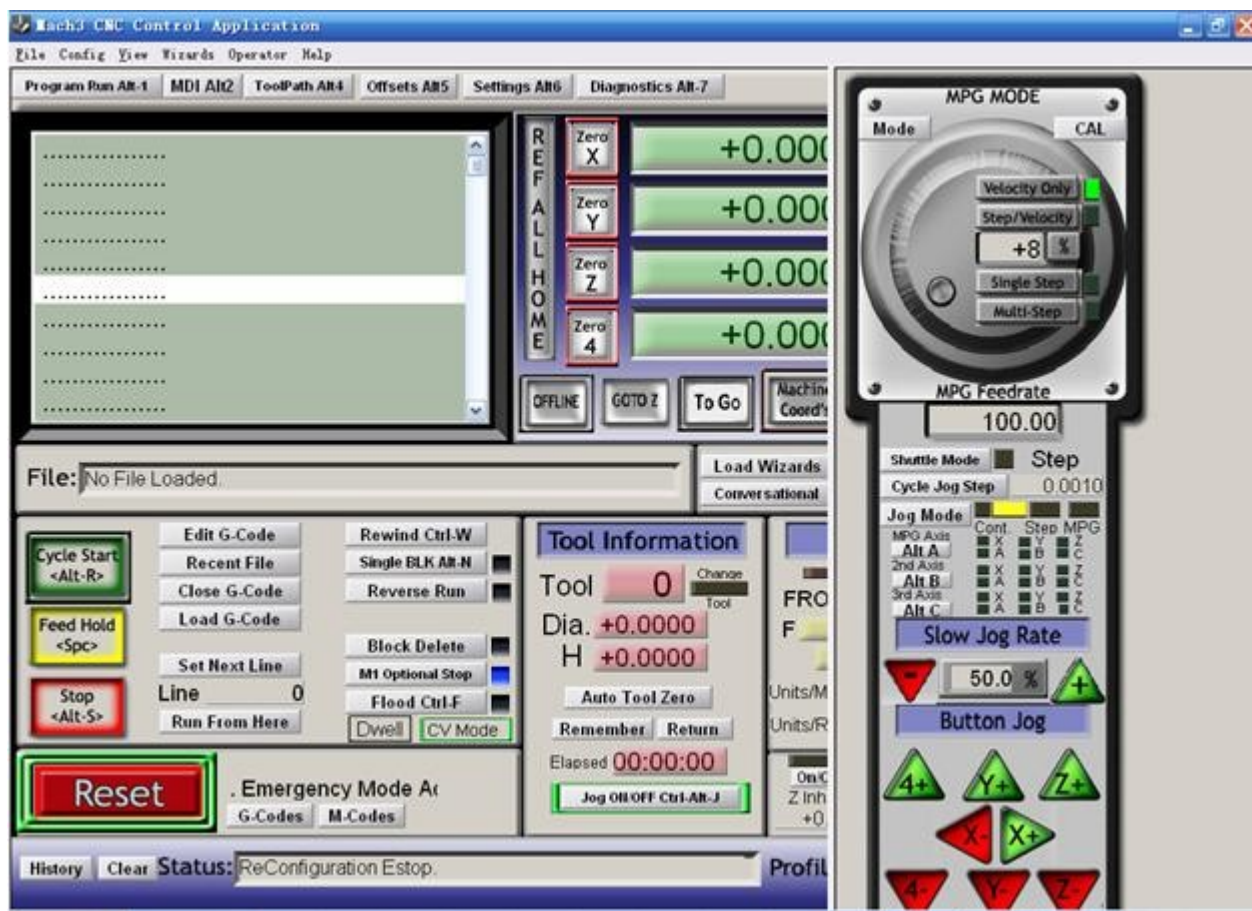 Mach3 CNC Control Application
File Config View Wizards Operator Help
Program Run Alt-1 MDI Alt2 ToolPath Alt4 Offsets Alt5 Settings Alt6 Diagnostics Alt-7
REF ALL HOME
Zero X +0.000
Zero Y +0.000
Zero Z +0.000
Zero 4 +0.000
OFFLINE GOTO Z To Go Machine Coord's
File: No File Loaded.
Load Wizards
Conversational
Cycle Start <Alt-R>
Feed Hold <Spc>
Stop <Alt-S>
Edit G-Code
Recent File
Close G-Code
Load G-Code
Set Next Line
Line 0
Run From Here
Rewind Ctrl-W
Single BLK Alt-N
Reverse Run
Block Delete
M1 Optional Stop
Flood Ctrl-F
Dwell CV Mode
Reset
. Emergency Mode
G-Codes M-Codes
Tool Information
Tool 0 Change Tool
Dia. +0.0000
H +0.0000
Auto Tool Zero
Remember Return
Elapsed 00:00:00
Jog ON/OFF Ctrl-Alt-J
FRO
F
Units/M
Units/R
Z Inh
+0
History Clear Status: ReConfiguration Estop.
Profil
MPG MODE
Mode CAL
Velocity Only
Step/Velocity
+8 %
Single Step
Multi-Step
MPG Feedrate
100.00
Shuttle Mode Step
Cycle Jog Step 0.0010
Jog Mode Cont. Step MPG
MPG Axis X Y Z
Alt A A B C
2nd Axis X Y Z
Alt B A B C
3rd Axis X Y Z
Alt C A B C
Slow Jog Rate
- 50.0 % +
Button Jog
4+ Y+ Z+
X- X+
4- Y- Z-